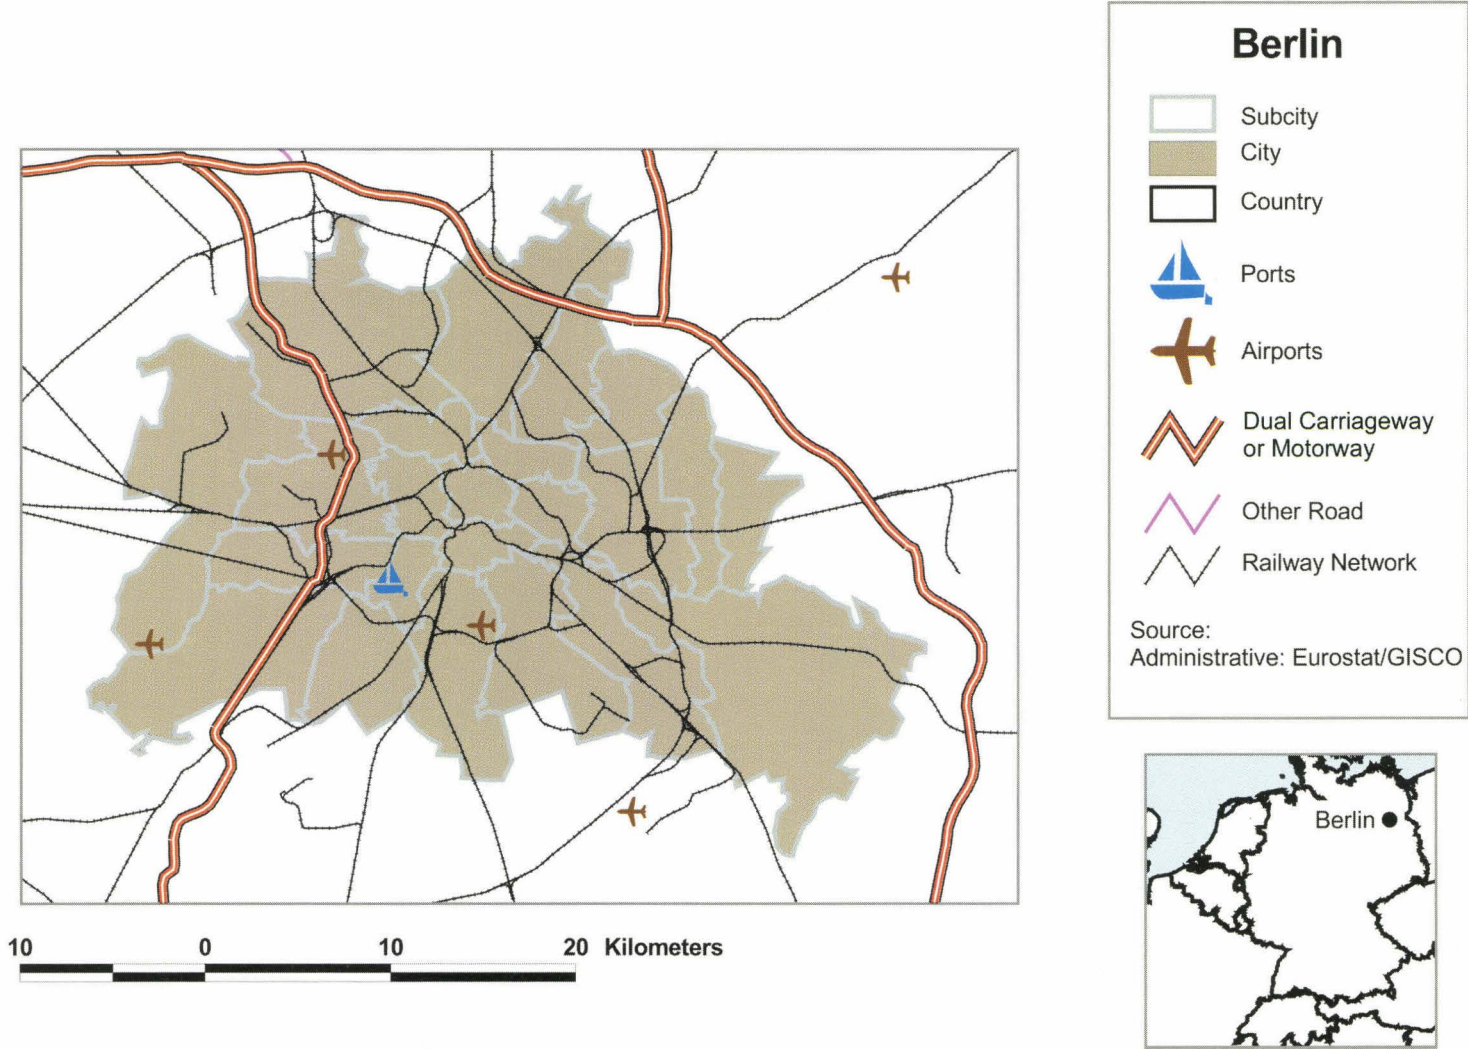 Berlin
Subcity
City
Country
Ports
Airports
Dual Carriageway
or Motorway
Other Road
Railway Network
Source:
Administrative: Eurostat/GISCO
Berlin
10 0 10 20 Kilometers